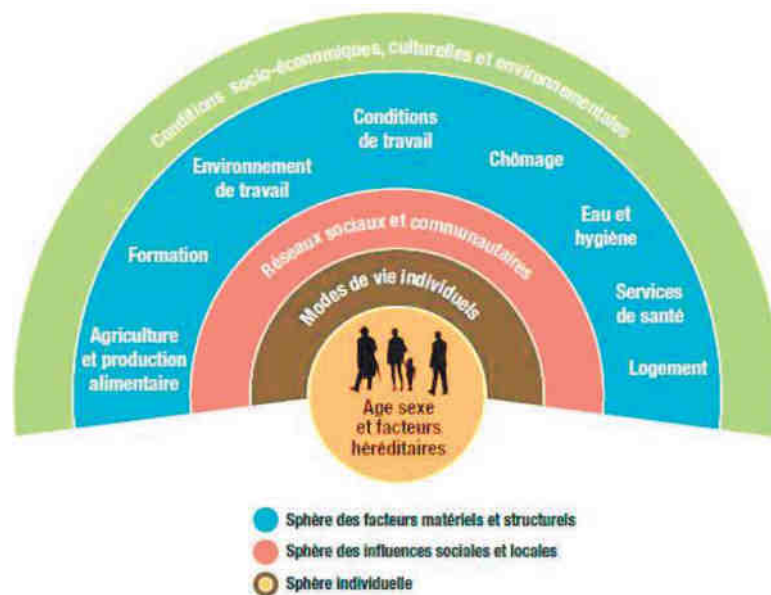 Conditions socio-économiques, culturelles et environnementales
Conditions
de travail
Environnement
de travail
Chômage
Formation
Eau et
hygiène
Agriculture
et production
alimentaire
Services
de santé
Logement
Réseaux sociaux et communautaires
Modes de vie individuels
Age sexe
et facteurs
héréditaires
Sphère des facteurs matériels et structurels
Sphère des influences sociales et locales
Sphère individuelle